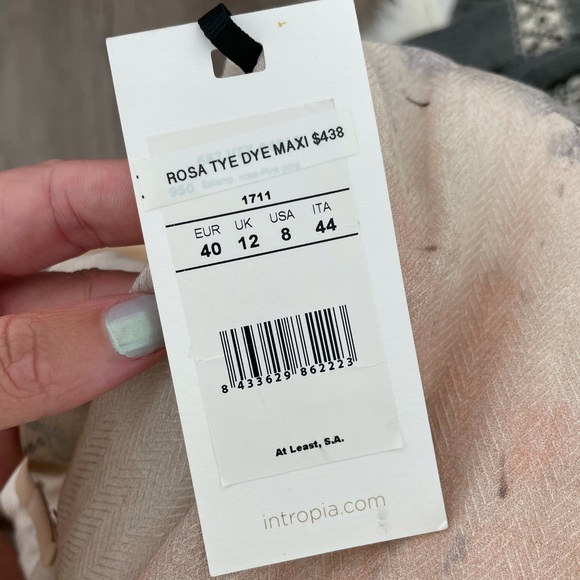 ROSA TYE DYE MAXI $438
950
1711
EUR UK USA ITA
40 12 8 44
8 433629 862223
At Least, S.A.
intropia.com